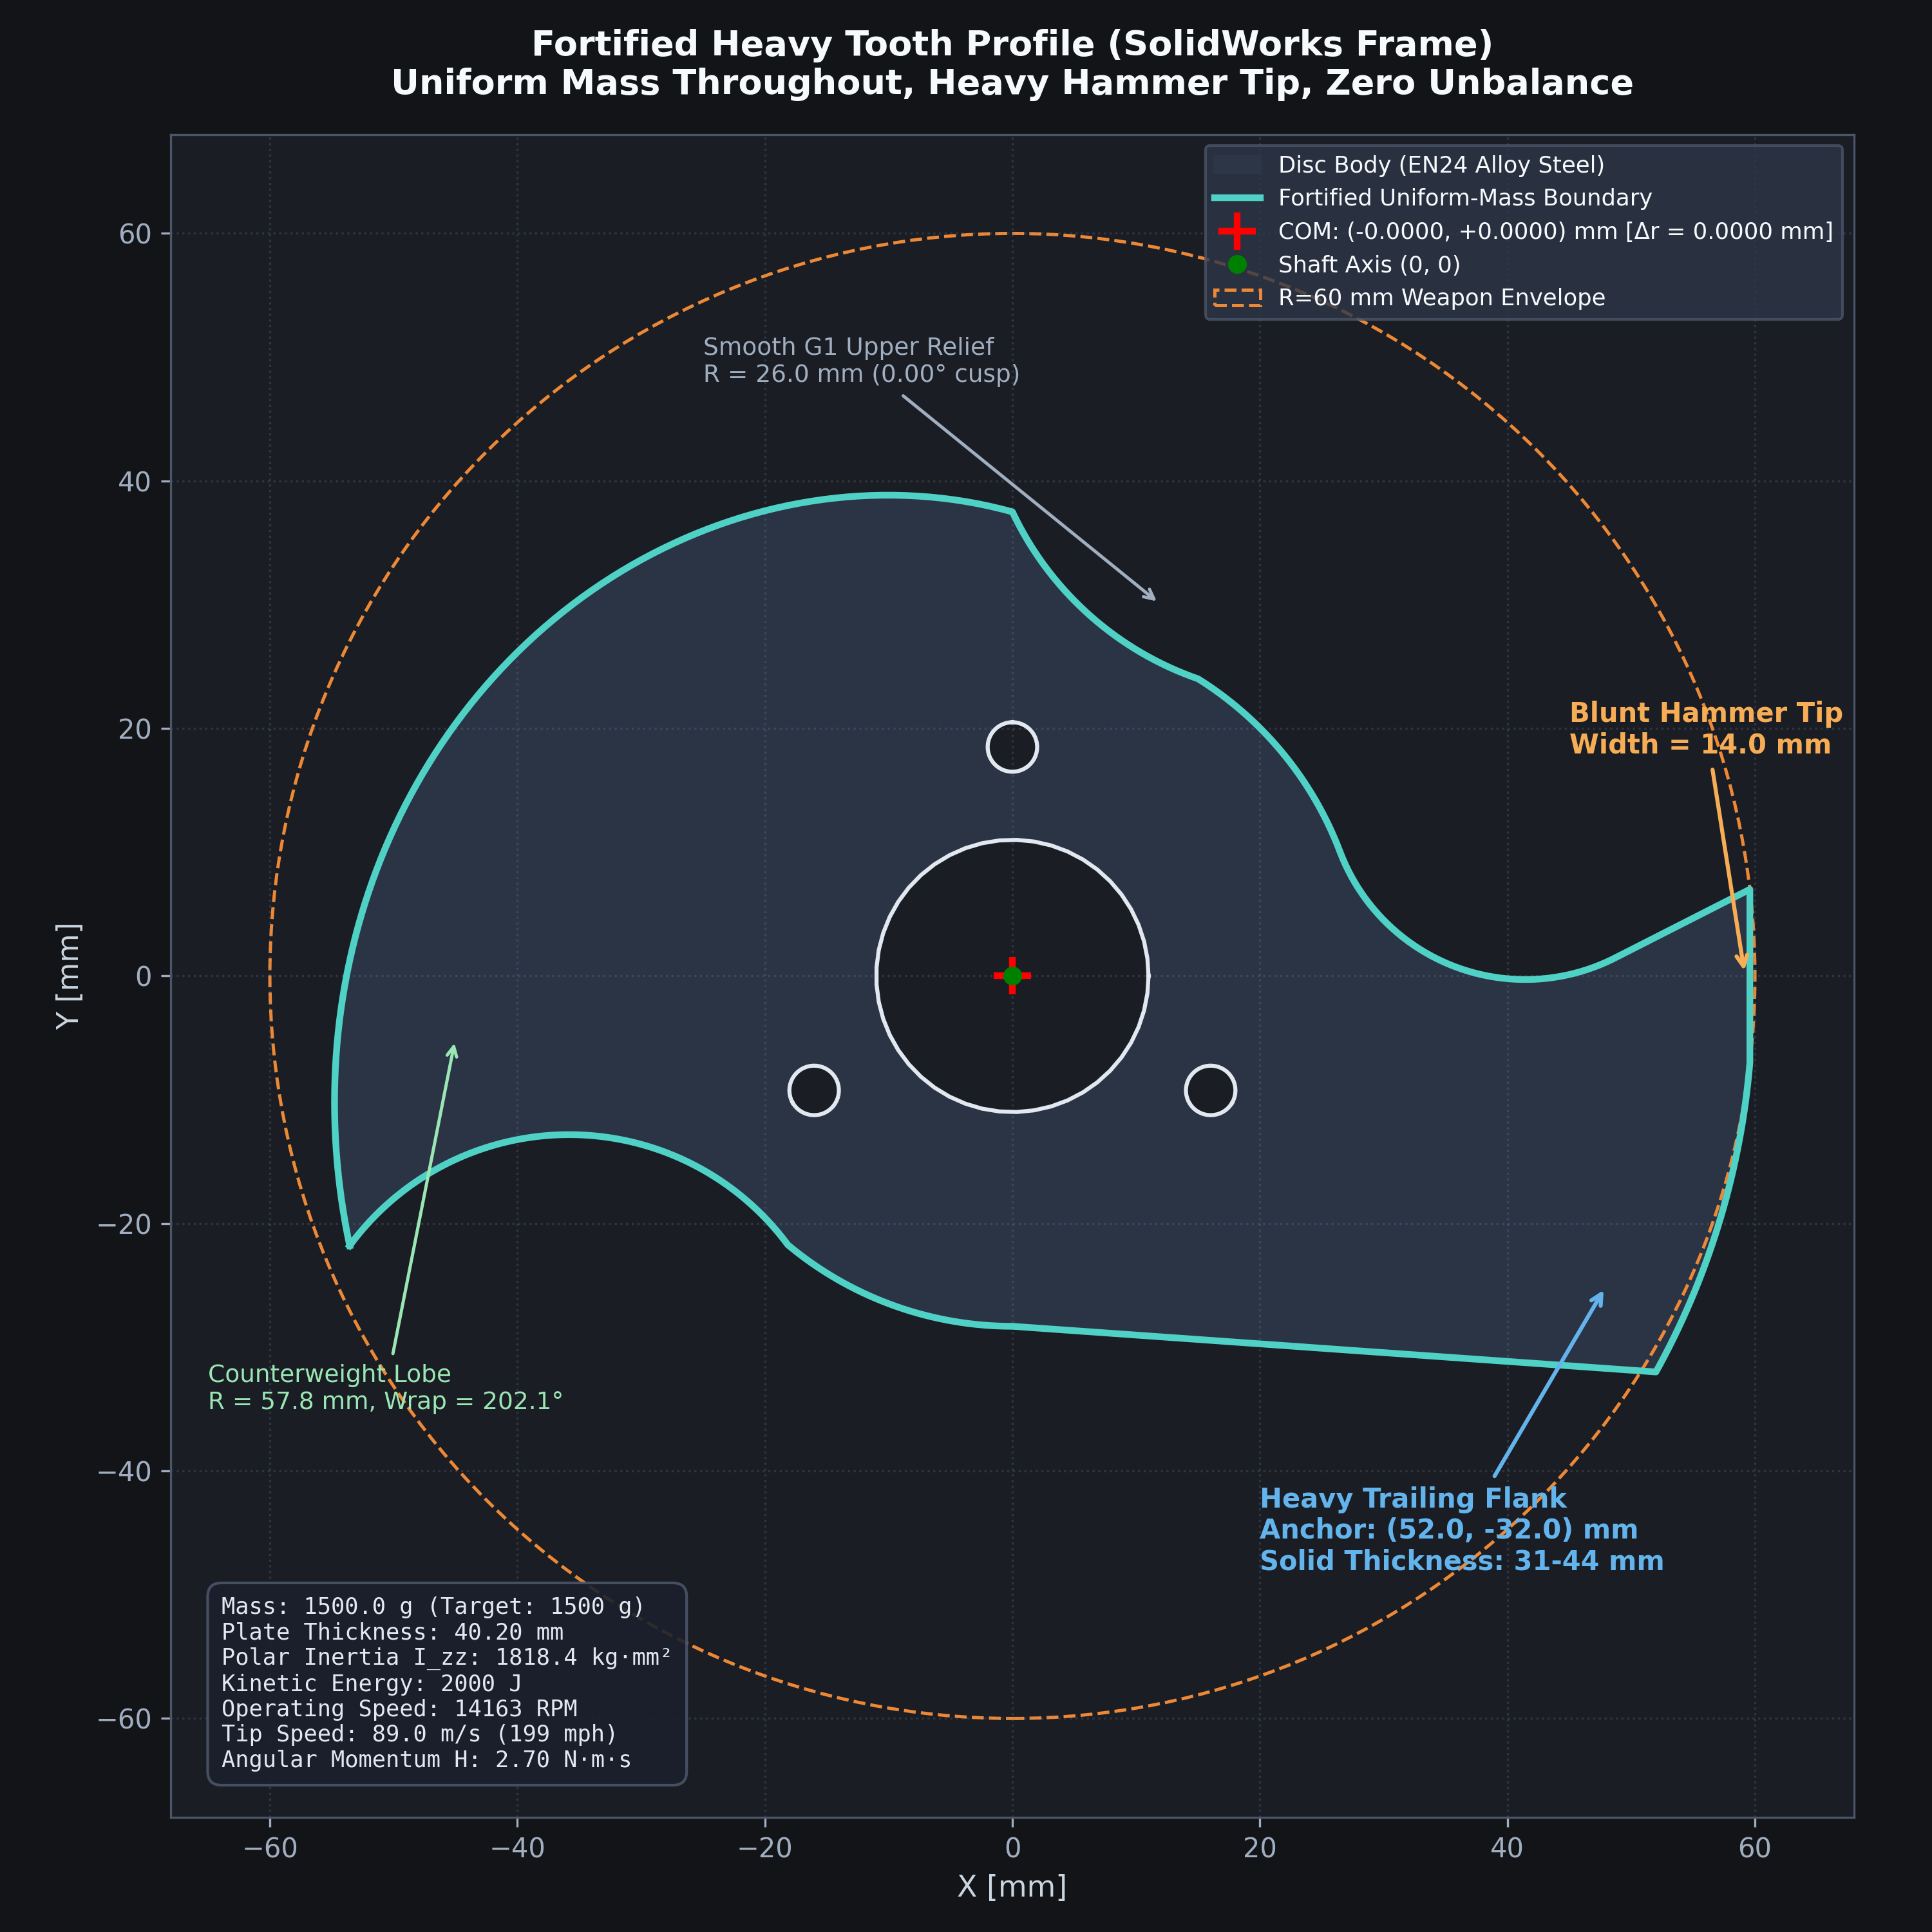 Fortified Heavy Tooth Profile (SolidWorks Frame)
Uniform Mass Throughout, Heavy Hammer Tip, Zero Unbalance
Disc Body (EN24 Alloy Steel)
Fortified Uniform-Mass Boundary
COM: (-0.0000, +0.0000) mm [Δr = 0.0000 mm]
Shaft Axis (0, 0)
R=60 mm Weapon Envelope
Smooth G1 Upper Relief
R = 26.0 mm (0.00° cusp)
Blunt Hammer Tip
Width = 14.0 mm
Counterweight Lobe
R = 57.8 mm, Wrap = 202.1°
Heavy Trailing Flank
Anchor: (52.0, -32.0) mm
Solid Thickness: 31-44 mm
Mass: 1500.0 g (Target: 1500 g)
Plate Thickness: 40.20 mm
Polar Inertia I_zz: 1818.4 kg·mm²
Kinetic Energy: 2000 J
Operating Speed: 14163 RPM
Tip Speed: 89.0 m/s (199 mph)
Angular Momentum H: 2.70 N·m·s
60
40
20
0
−20
−40
−60
Y [mm]
−60
−40
−20
0
20
40
60
X [mm]